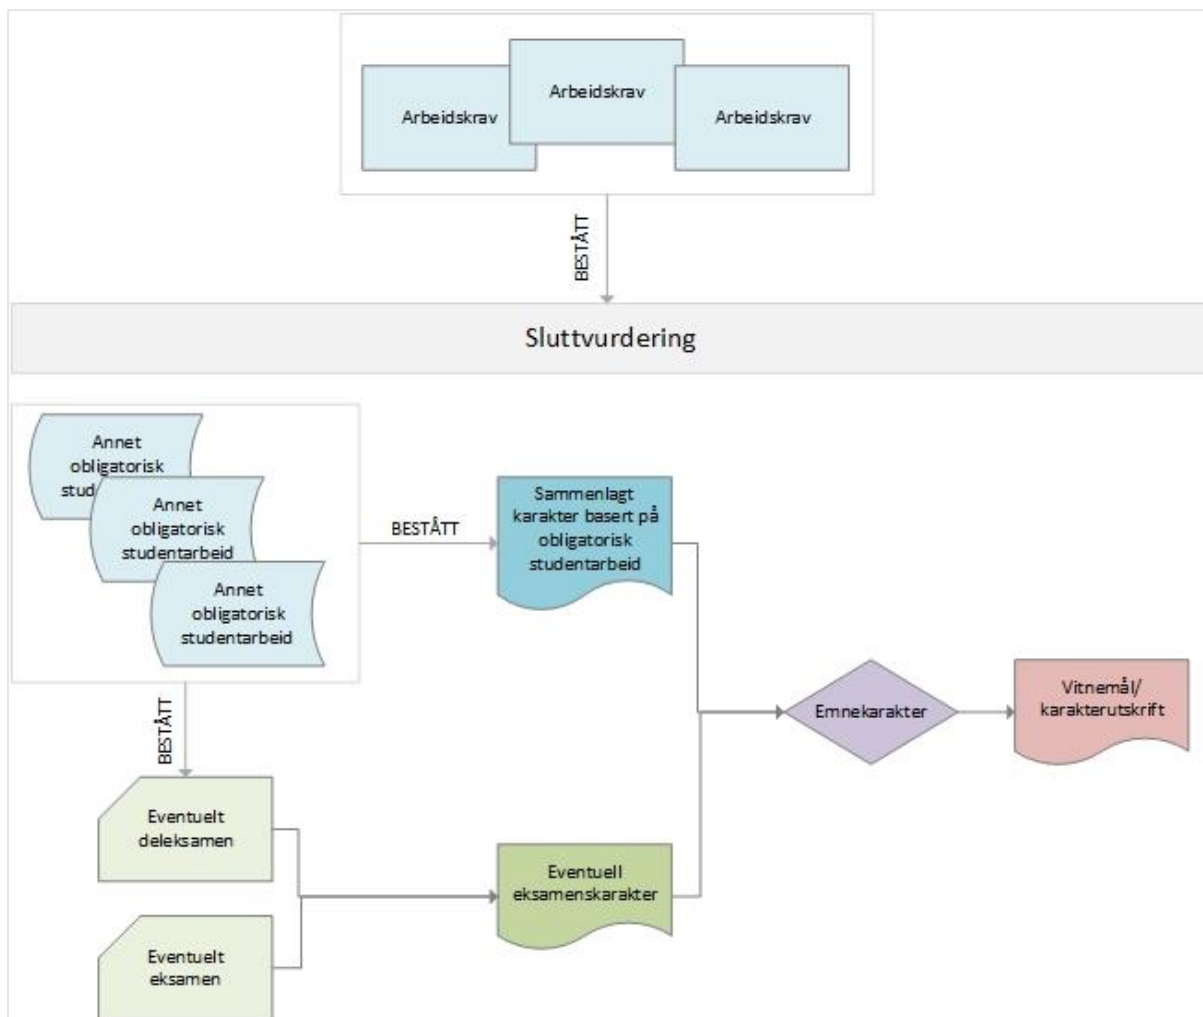 Arbeidskrav
Arbeidskrav
Arbeidskrav
BESTÅTT
Sluttvurdering
Annet
obligatorisk
stud
Annet
obligatorisk
studentarbeid
Annet
obligatorisk
studentarbeid
BESTÅTT
Sammenlagt
karakter basert på
obligatorisk
studentarbeid
BESTÅTT
Emnekarakter
Vitnemål/
karakterutskrift
Eventuelt
deleksamen
Eventuell
eksamenskarakter
Eventuelt
eksamen